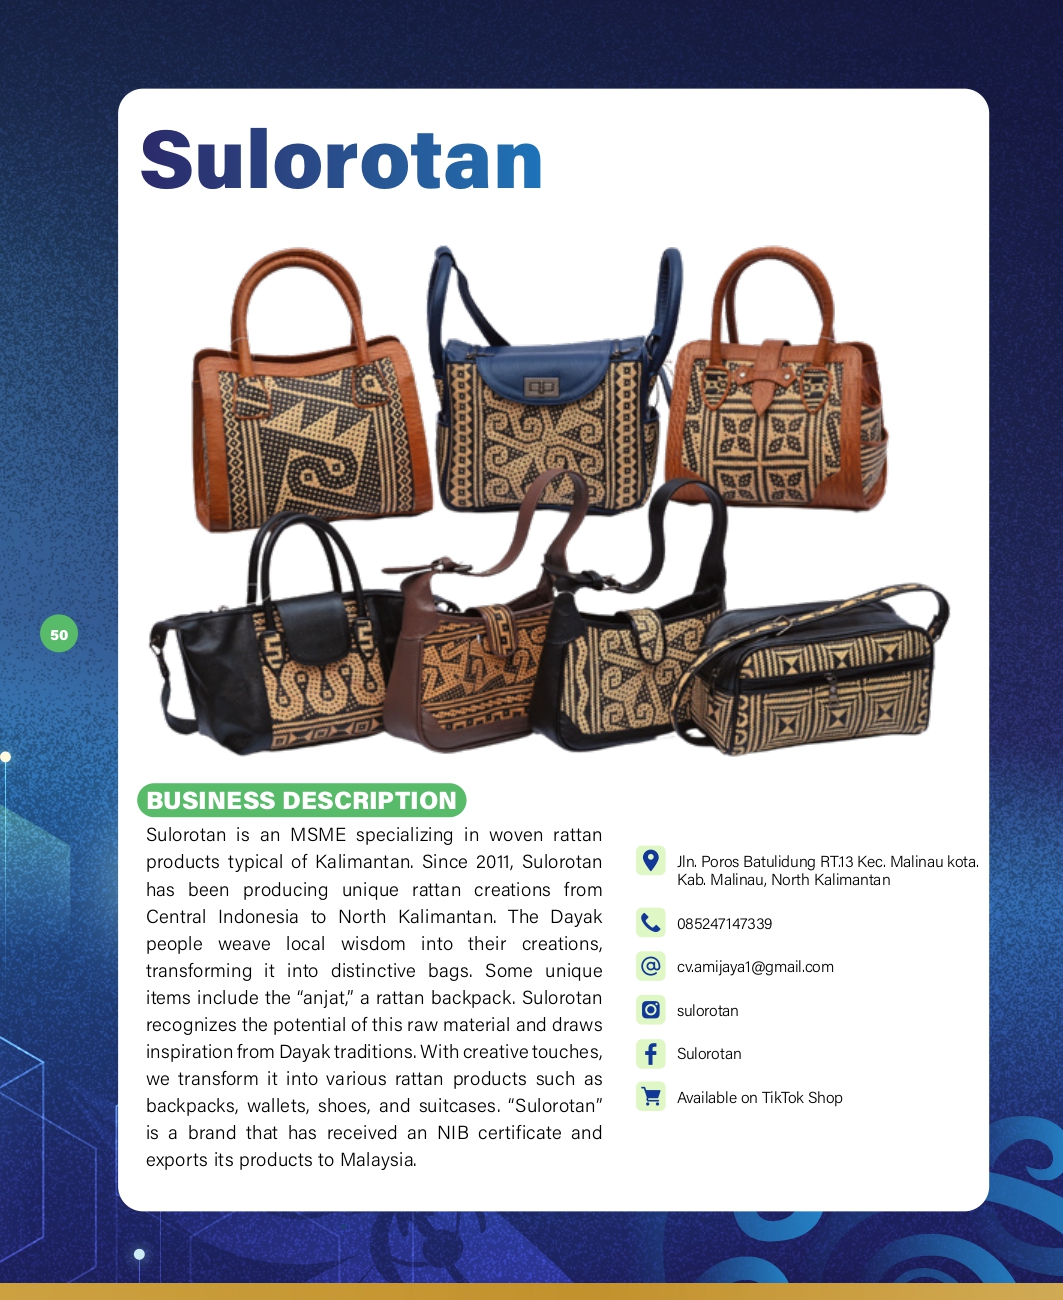 Sulorotan
50
BUSINESS DESCRIPTION
Sulorotan is an MSME specializing in woven rattan
products typical of Kalimantan. Since 2011, Sulorotan
has been producing unique rattan creations from
Central Indonesia to North Kalimantan. The Dayak
people weave local wisdom into their creations,
transforming it into distinctive bags. Some unique
items include the “anjat,” a rattan backpack. Sulorotan
recognizes the potential of this raw material and draws
inspiration from Dayak traditions. With creative touches,
we transform it into various rattan products such as
backpacks, wallets, shoes, and suitcases. “Sulorotan”
is a brand that has received an NIB certificate and
exports its products to Malaysia.
Jln. Poros Batulidung RT.13 Kec. Malinau kota.
Kab. Malinau, North Kalimantan
085247147339
cv.amijaya1@gmail.com
sulorotan
Sulorotan
Available on TikTok Shop